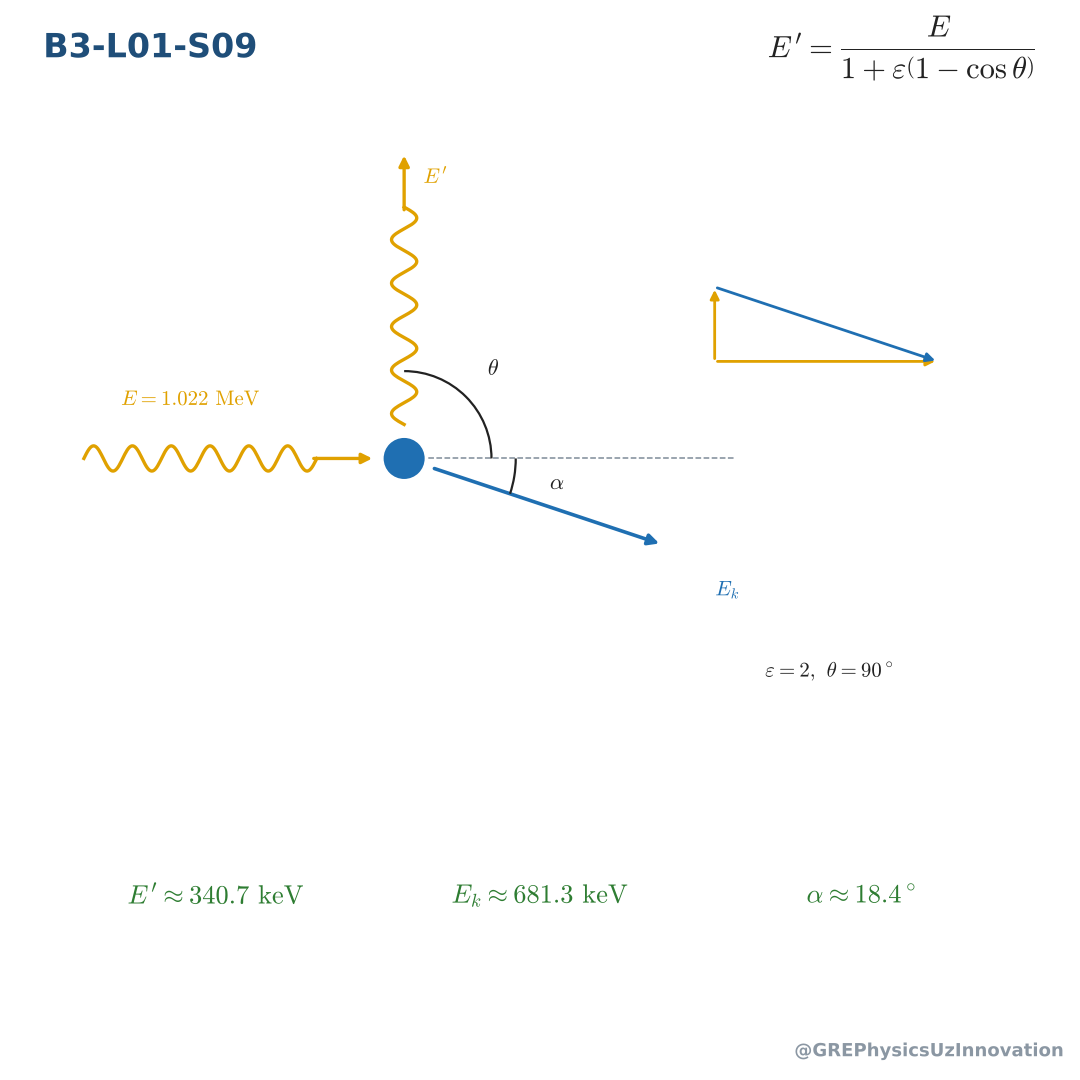 B3-L01-S09
E′ = E / (1 + ε(1 − cos θ))
E′
θ
E = 1.022 MeV
α
E_k
ε = 2, θ = 90°
E′ ≈ 340.7 keV
E_k ≈ 681.3 keV
α ≈ 18.4°
@GREPhysicsUzInnovation